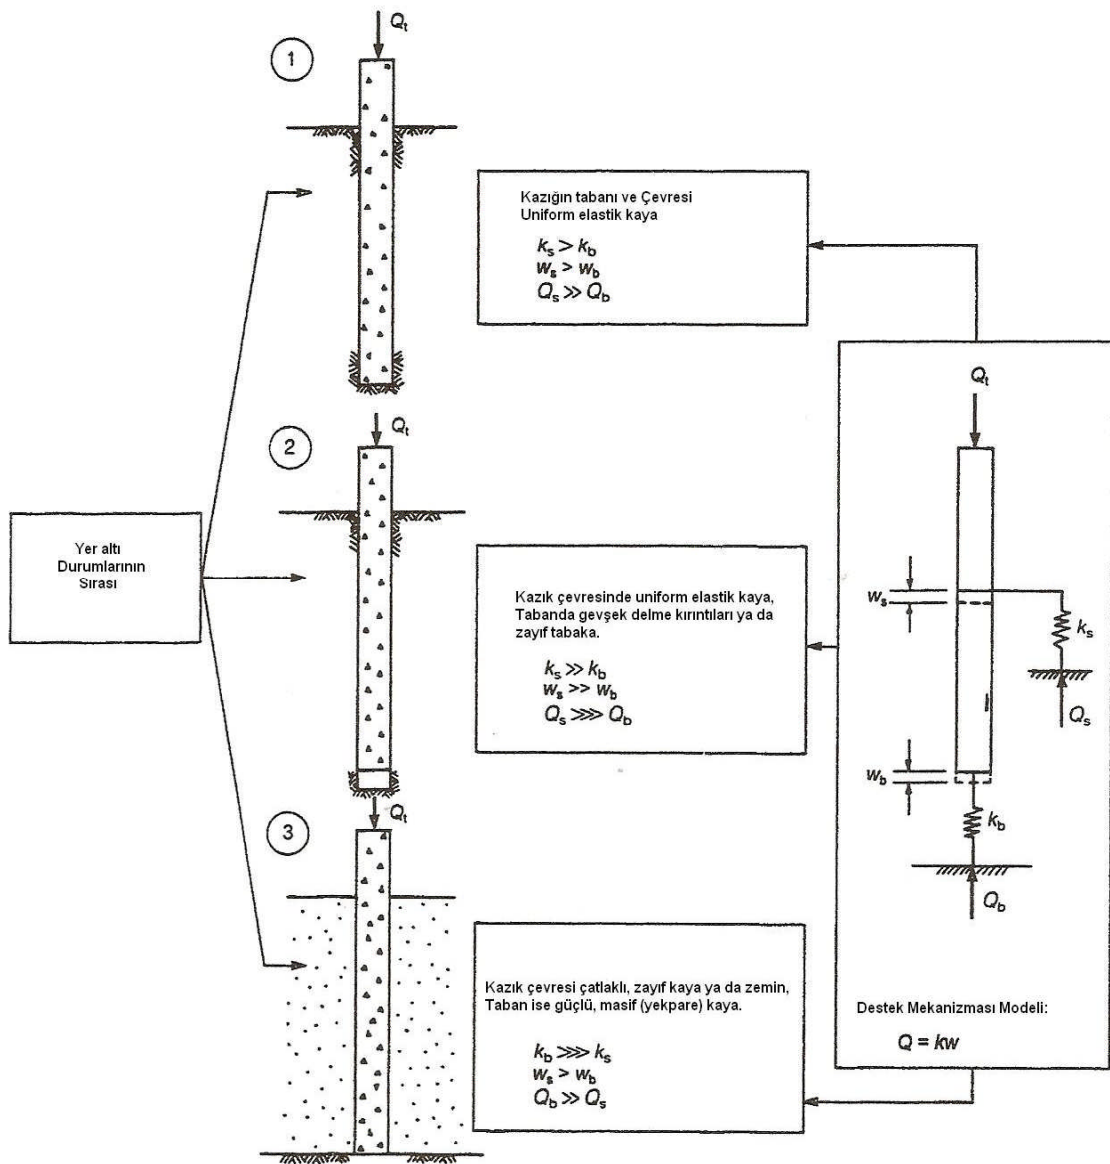 Qt
1
Kazığın tabanı ve Çevresi
Uniform elastik kaya
ks > kb
ws > wb
Qs ≫ Qb
Qt
2
Yer altı
Durumlarının
Sırası
Kazık çevresinde uniform elastik kaya,
Tabanda gevşek delme kırıntıları ya da
zayıf tabaka.
ks ≫ kb
ws >> wb
Qs ⋙ Qb
Qt
3
Kazık çevresi çatlaklı, zayıf kaya ya da zemin,
Taban ise güçlü, masif (yekpare) kaya.
kb ⋙ ks
ws > wb
Qb ≫ Qs
Qt
ws
ks
Qs
wb
kb
Qb
Destek Mekanizması Modeli:
Q = kw